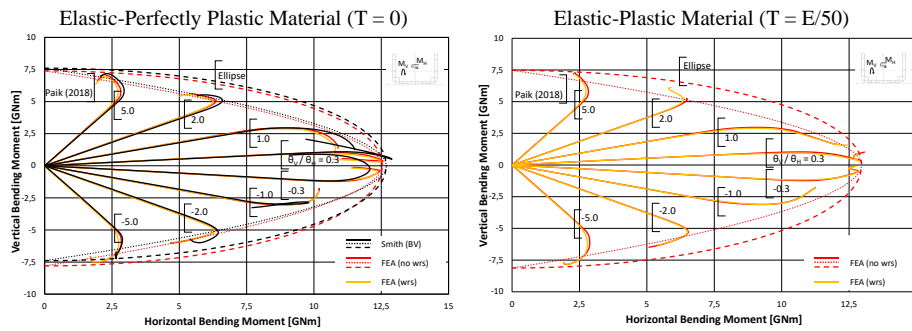 Elastic-Perfectly Plastic Material (T = 0)
Vertical Bending Moment [GNm]
10
7,5
5
2,5
0
-2,5
-5
-7,5
-10
0
2,5
5
7,5
10
12,5
15
Horizontal Bending Moment [GNm]
Mᵥ
Mₕ
Ellipse
Paik (2018)
5.0
2.0
1.0
θᵥ / θₕ = 0.3
-0.3
-1.0
-2.0
-5.0
Smith (BV)
FEA (no wrs)
FEA (wrs)
Elastic-Plastic Material (T = E/50)
Vertical Bending Moment [GNm]
10
7,5
5
2,5
0
-2,5
-5
-7,5
-10
0
2,5
5
7,5
10
12,5
Horizontal Bending Moment [GNm]
Mᵥ
Mₕ
Ellipse
Paik (2018)
5.0
2.0
1.0
θᵥ / θₕ = 0.3
-0.3
-1.0
-2.0
-5.0
FEA (no wrs)
FEA (wrs)